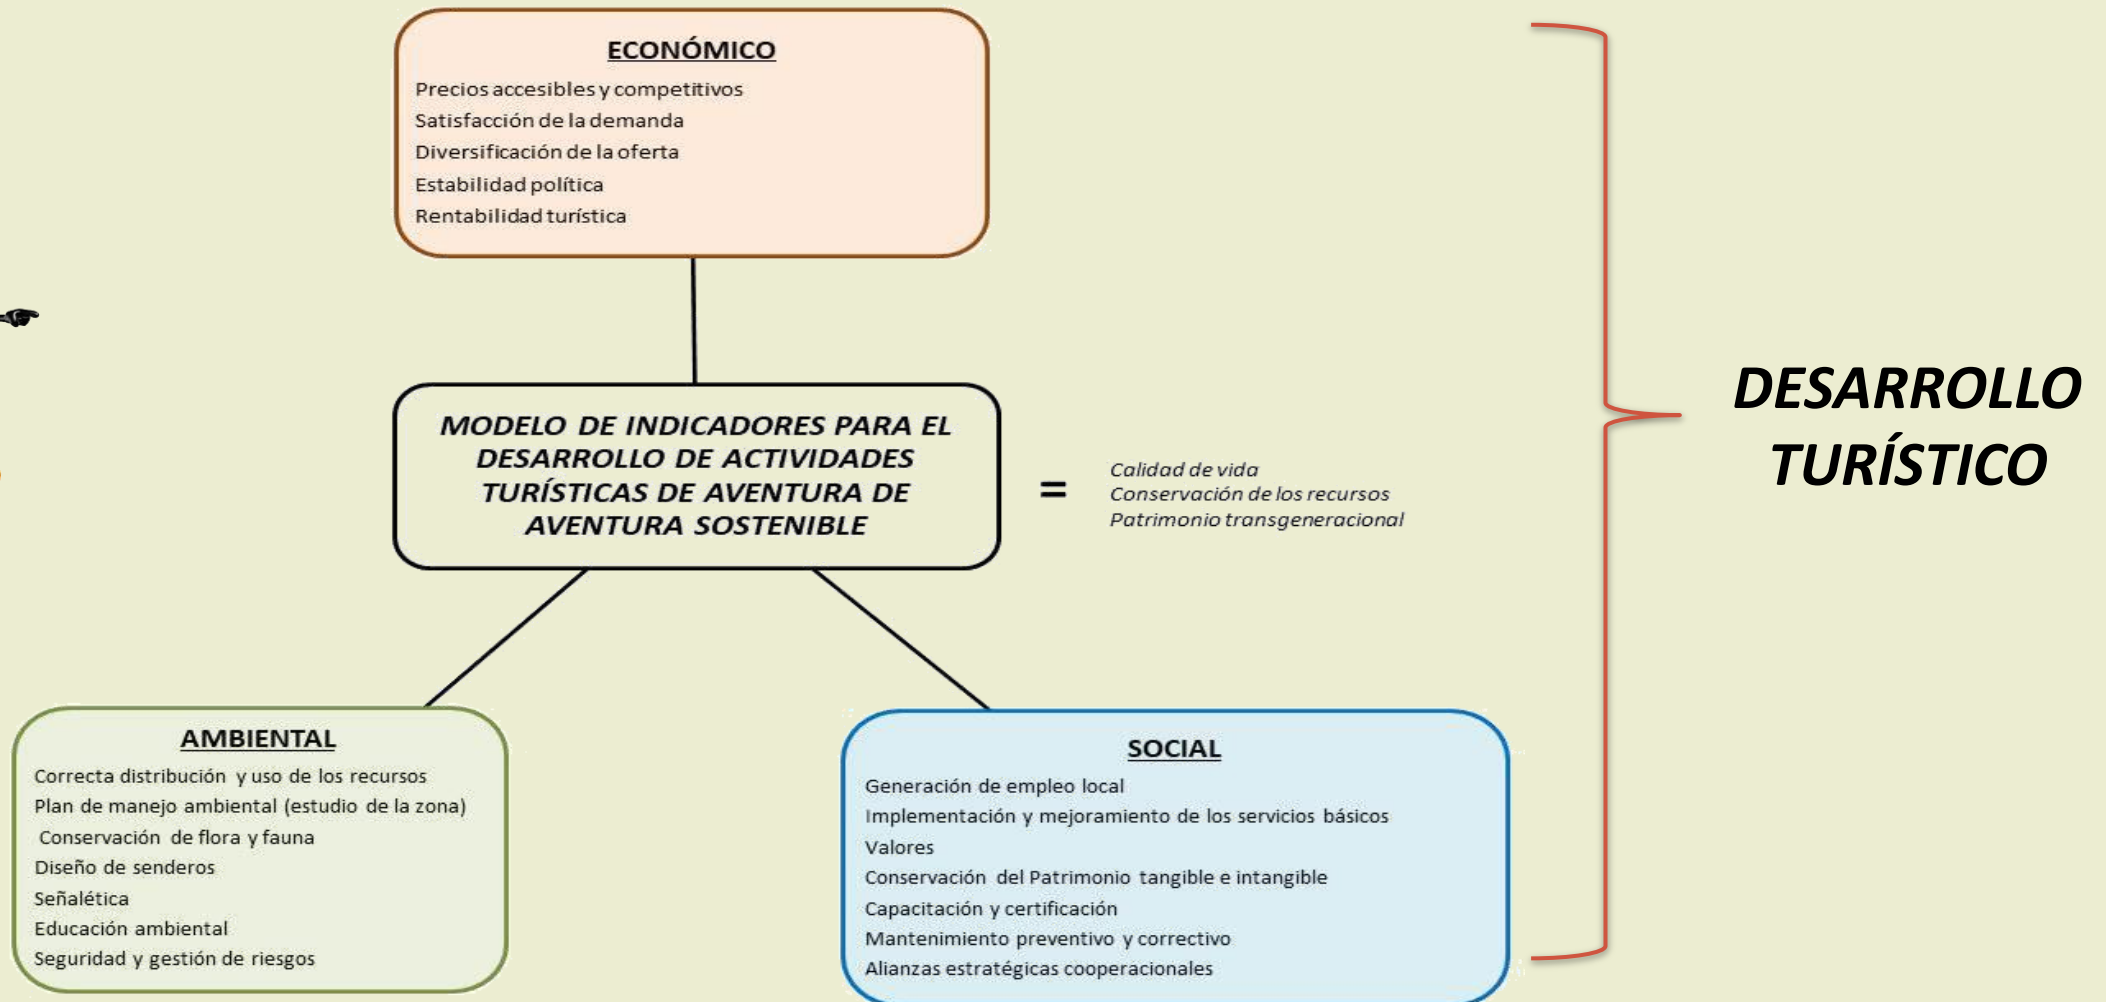 ECONÓMICO
Precios accesibles y competitivos
Satisfacción de la demanda
Diversificación de la oferta
Estabilidad política
Rentabilidad turística
MODELO DE INDICADORES PARA EL
DESARROLLO DE ACTIVIDADES
TURÍSTICAS DE AVENTURA DE
AVENTURA SOSTENIBLE
=
Calidad de vida
Conservación de los recursos
Patrimonio transgeneracional
DESARROLLO
TURÍSTICO
AMBIENTAL
Correcta distribución y uso de los recursos
Plan de manejo ambiental (estudio de la zona)
Conservación de flora y fauna
Diseño de senderos
Señalética
Educación ambiental
Seguridad y gestión de riesgos
SOCIAL
Generación de empleo local
Implementación y mejoramiento de los servicios básicos
Valores
Conservación del Patrimonio tangible e intangible
Capacitación y certificación
Mantenimiento preventivo y correctivo
Alianzas estratégicas cooperacionales